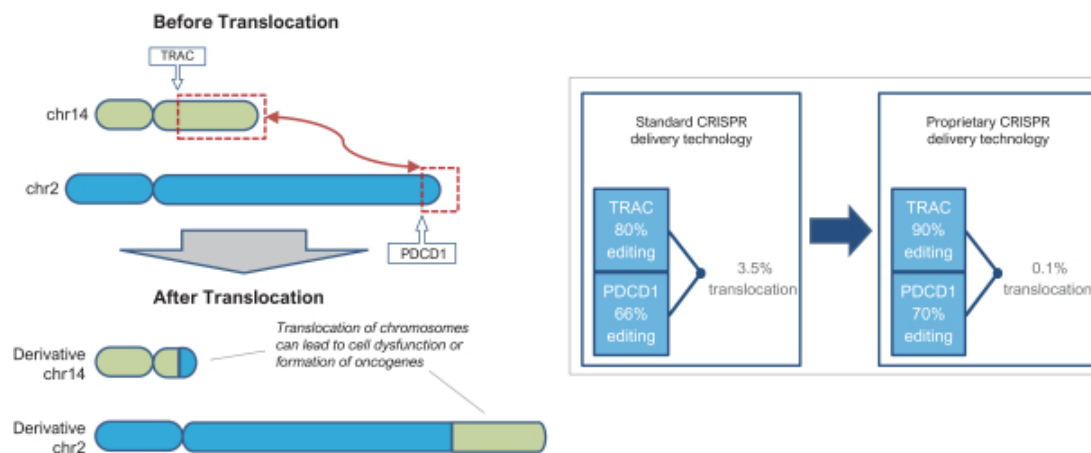 Before Translocation
TRAC
chr14
chr2
PDCD1
After Translocation
Translocation of chromosomes
can lead to cell dysfunction or
formation of oncogenes
Derivative
chr14
Derivative
chr2
Standard CRISPR
delivery technology
TRAC
80%
editing
PDCD1
66%
editing
3.5%
translocation
Proprietary CRISPR
delivery technology
TRAC
90%
editing
PDCD1
70%
editing
0.1%
translocation